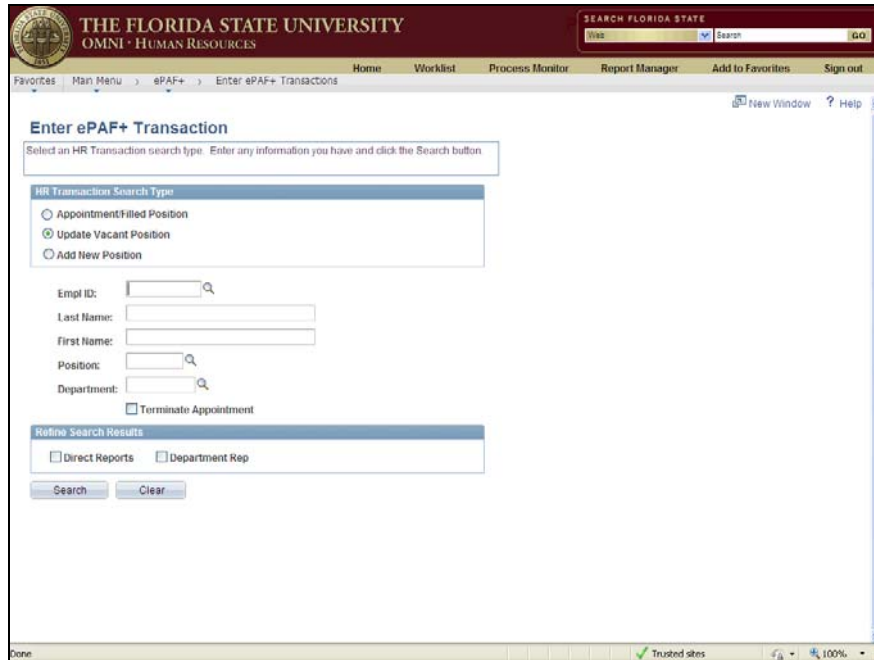 THE FLORIDA STATE UNIVERSITY
OMNI · HUMAN RESOURCES
SEARCH FLORIDA STATE
Web Search GO
Home Worklist Process Monitor Report Manager Add to Favorites Sign out
Favorites Main Menu > ePAF+ > Enter ePAF+ Transactions
New Window ? Help
Enter ePAF+ Transaction
Select an HR Transaction search type. Enter any information you have and click the Search button
HR Transaction Search Type
Appointment/Filled Position
Update Vacant Position
Add New Position
Empl ID:
Last Name:
First Name:
Position:
Department:
Terminate Appointment
Refine Search Results
Direct Reports Department Rep
Search Clear
Done Trusted sites 100%